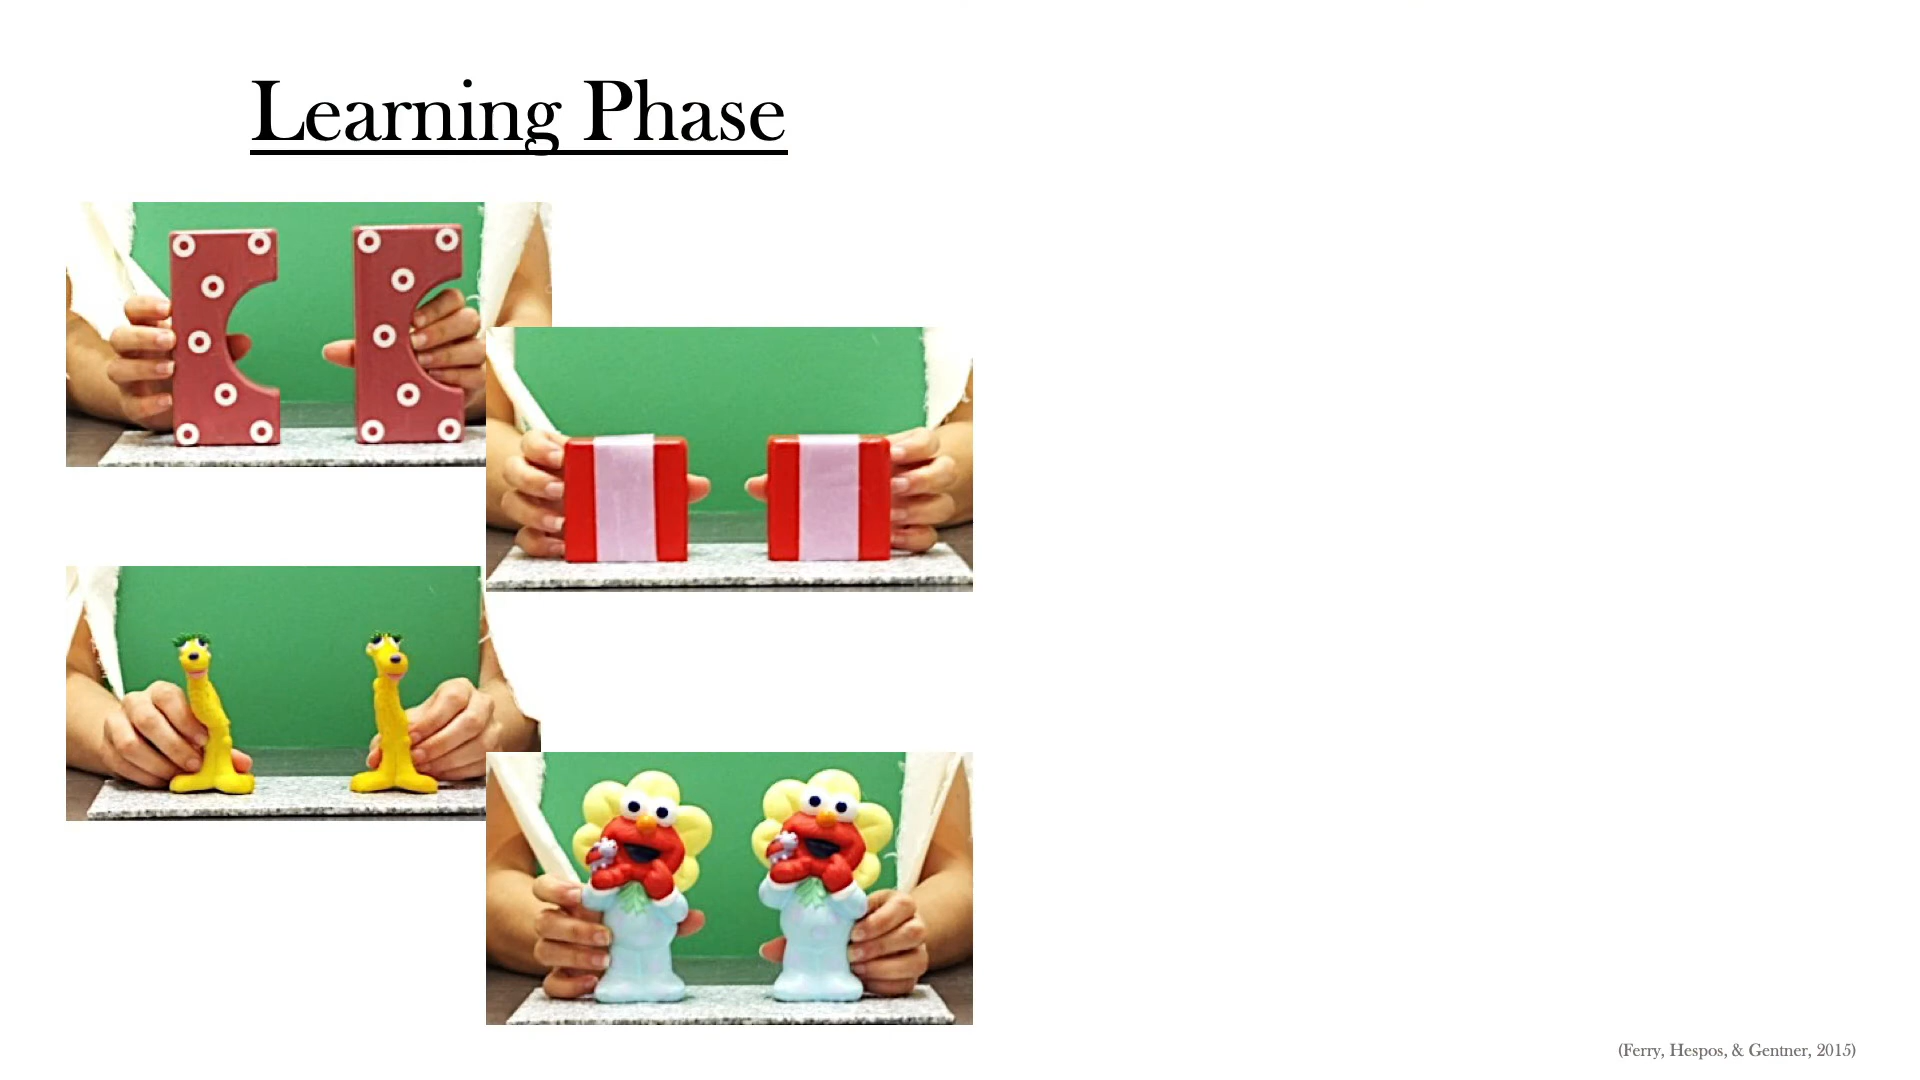 Learning Phase
(Ferry, Hespos, & Gentner, 2015)